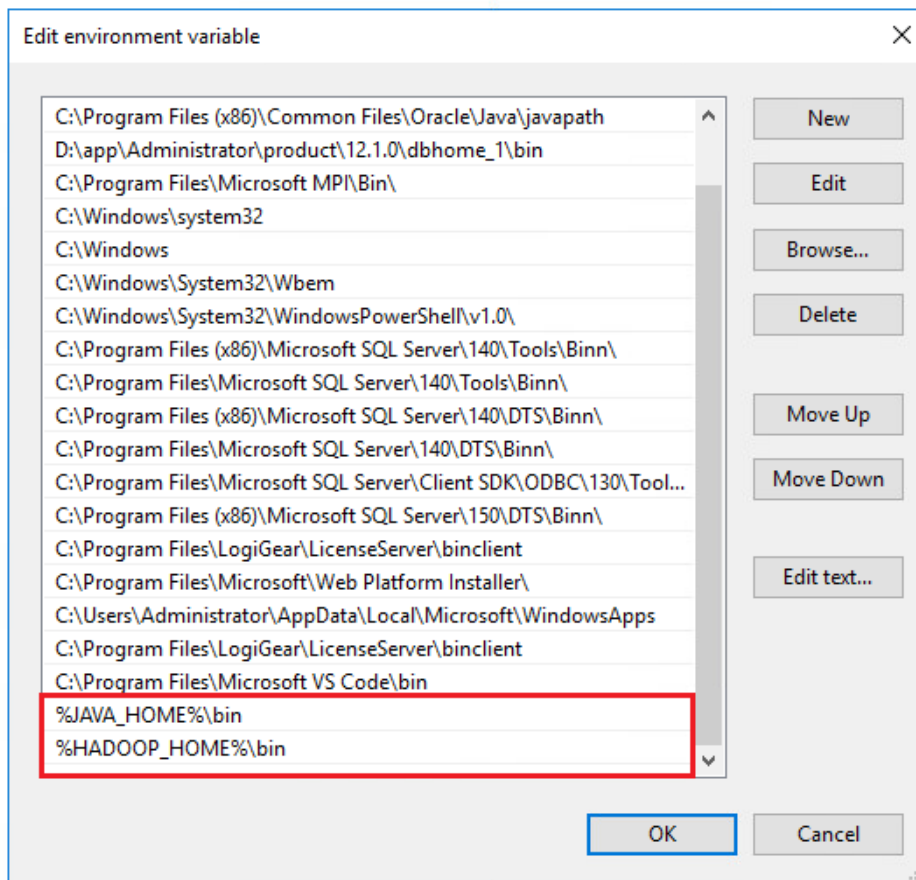 Edit environment variable
C:\Program Files (x86)\Common Files\Oracle\Java\javapath
D:\app\Administrator\product\12.1.0\dbhome_1\bin
C:\Program Files\Microsoft MPI\Bin\
C:\Windows\system32
C:\Windows
C:\Windows\System32\Wbem
C:\Windows\System32\WindowsPowerShell\v1.0\
C:\Program Files (x86)\Microsoft SQL Server\140\Tools\Binn\
C:\Program Files\Microsoft SQL Server\140\Tools\Binn\
C:\Program Files (x86)\Microsoft SQL Server\140\DTS\Binn\
C:\Program Files\Microsoft SQL Server\140\DTS\Binn\
C:\Program Files\Microsoft SQL Server\Client SDK\ODBC\130\Tool...
C:\Program Files (x86)\Microsoft SQL Server\150\DTS\Binn\
C:\Program Files\LogiGear\LicenseServer\binclient
C:\Program Files\Microsoft\Web Platform Installer\
C:\Users\Administrator\AppData\Local\Microsoft\WindowsApps
C:\Program Files\LogiGear\LicenseServer\binclient
C:\Program Files\Microsoft VS Code\bin
%JAVA_HOME%\bin
%HADOOP_HOME%\bin
New
Edit
Browse...
Delete
Move Up
Move Down
Edit text...
OK
Cancel